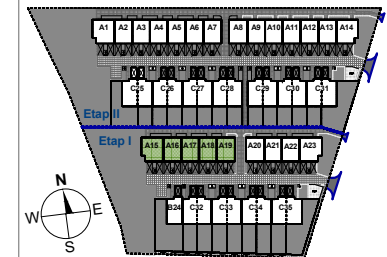 A1 A2 A3 A4 A5 A6 A7 A8 A9 A10 A11 A12 A13 A14
C25 C26 C27 C28 C29 C30 C31
Etap II
Etap I
A15 A16 A17 A18 A19 A20 A21 A22 A23
B24 C32 C33 C34 C35
N
W E
S